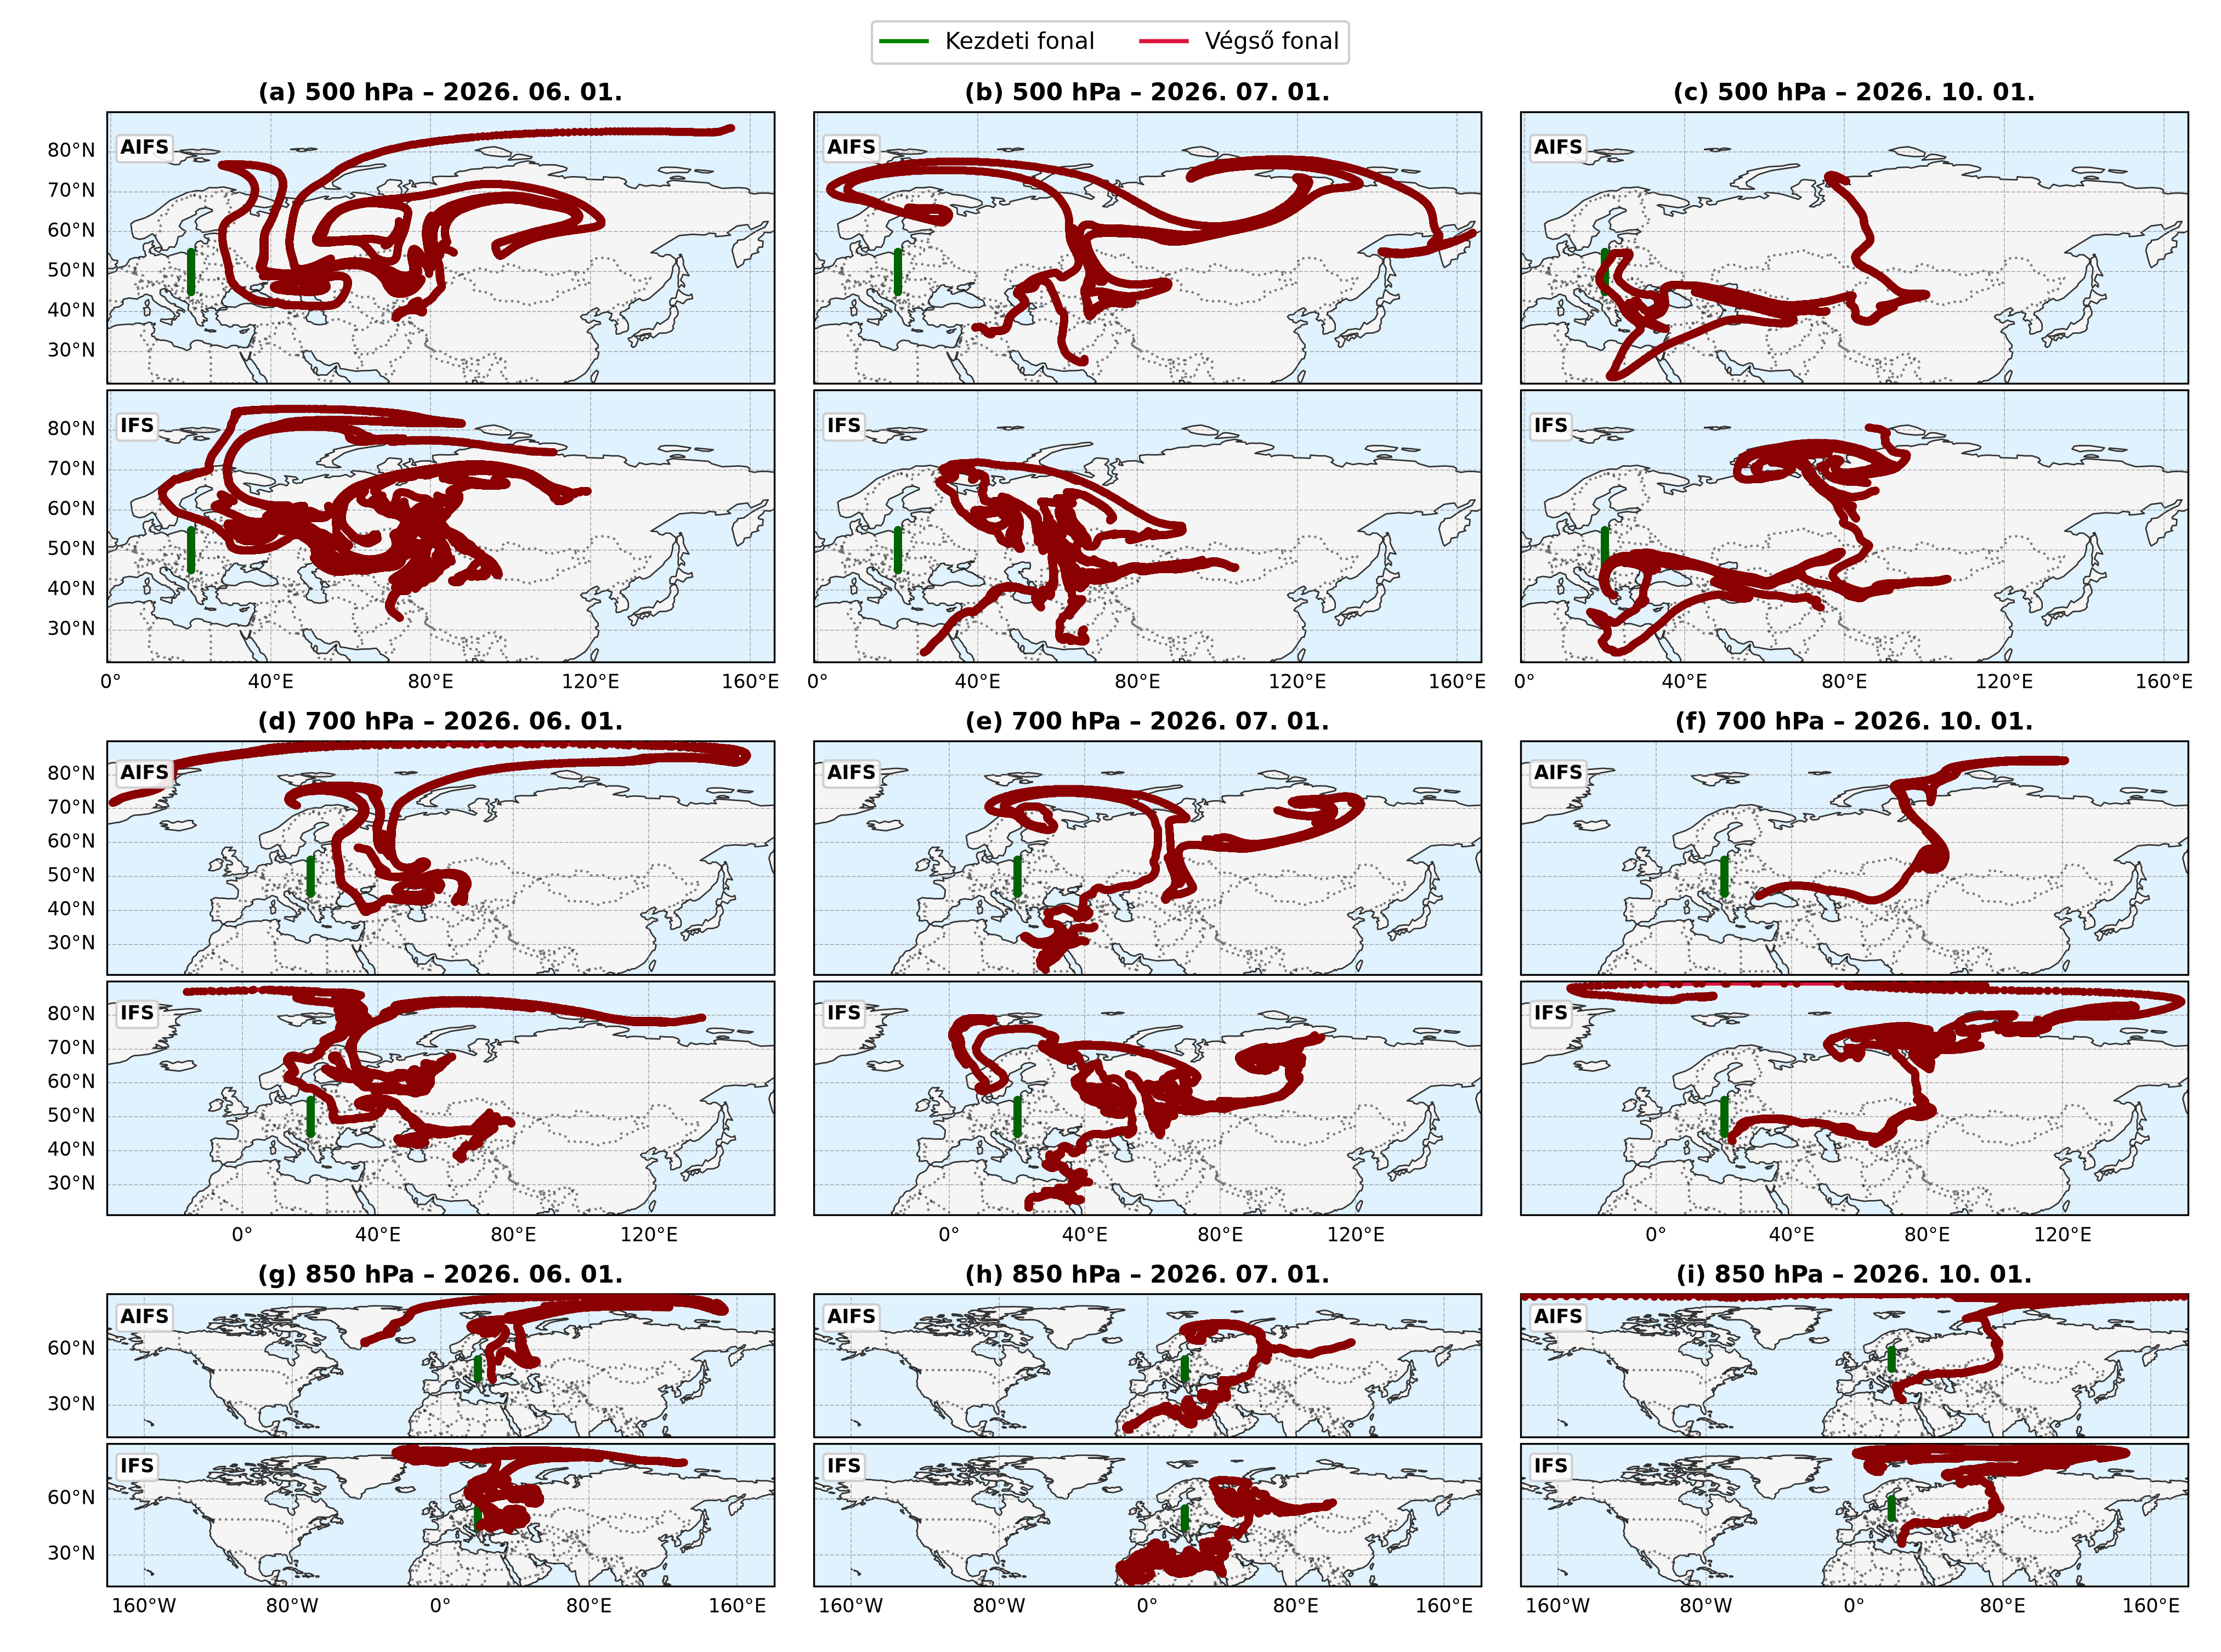 Kezdeti fonal Végső fonal
(a) 500 hPa – 2026. 06. 01. (b) 500 hPa – 2026. 07. 01. (c) 500 hPa – 2026. 10. 01.
AIFS AIFS AIFS
80°N
70°N
60°N
50°N
40°N
30°N
IFS IFS IFS
80°N
70°N
60°N
50°N
40°N
30°N
0° 40°E 80°E 120°E 160°E 0° 40°E 80°E 120°E 160°E 0° 40°E 80°E 120°E 160°E
(d) 700 hPa – 2026. 06. 01. (e) 700 hPa – 2026. 07. 01. (f) 700 hPa – 2026. 10. 01.
AIFS AIFS AIFS
80°N
70°N
60°N
50°N
40°N
30°N
IFS IFS IFS
80°N
70°N
60°N
50°N
40°N
30°N
0° 40°E 80°E 120°E 0° 40°E 80°E 120°E 0° 40°E 80°E 120°E
(g) 850 hPa – 2026. 06. 01. (h) 850 hPa – 2026. 07. 01. (i) 850 hPa – 2026. 10. 01.
AIFS AIFS AIFS
60°N
30°N
IFS IFS IFS
60°N
30°N
160°W 80°W 0° 80°E 160°E 160°W 80°W 0° 80°E 160°E 160°W 80°W 0° 80°E 160°E